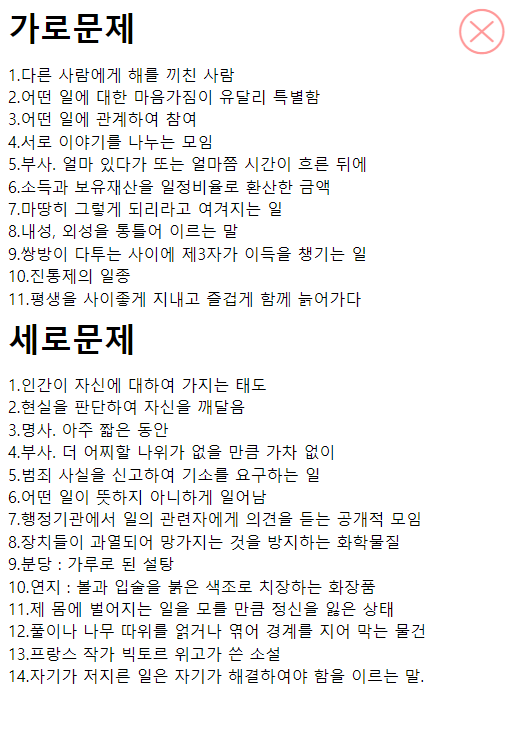 가로문제
1.다른 사람에게 해를 끼친 사람
2.어떤 일에 대한 마음가짐이 유달리 특별함
3.어떤 일에 관계하여 참여
4.서로 이야기를 나누는 모임
5.부사. 얼마 있다가 또는 얼마쯤 시간이 흐른 뒤에
6.소득과 보유재산을 일정비율로 환산한 금액
7.마땅히 그렇게 되리라고 여겨지는 일
8.내성, 외성을 통틀어 이르는 말
9.쌍방이 다투는 사이에 제3자가 이득을 챙기는 일
10.진통제의 일종
11.평생을 사이좋게 지내고 즐겁게 함께 늙어가다
세로문제
1.인간이 자신에 대하여 가지는 태도
2.현실을 판단하여 자신을 깨달음
3.명사. 아주 짧은 동안
4.부사. 더 어찌할 나위가 없을 만큼 가차 없이
5.범죄 사실을 신고하여 기소를 요구하는 일
6.어떤 일이 뜻하지 아니하게 일어남
7.행정기관에서 일의 관련자에게 의견을 듣는 공개적 모임
8.장치들이 과열되어 망가지는 것을 방지하는 화학물질
9.분당 : 가루로 된 설탕
10.연지 : 볼과 입술을 붉은 색조로 치장하는 화장품
11.제 몸에 벌어지는 일을 모를 만큼 정신을 잃은 상태
12.풀이나 나무 따위를 얽거나 엮어 경계를 지어 막는 물건
13.프랑스 작가 빅토르 위고가 쓴 소설
14.자기가 저지른 일은 자기가 해결하여야 함을 이르는 말.